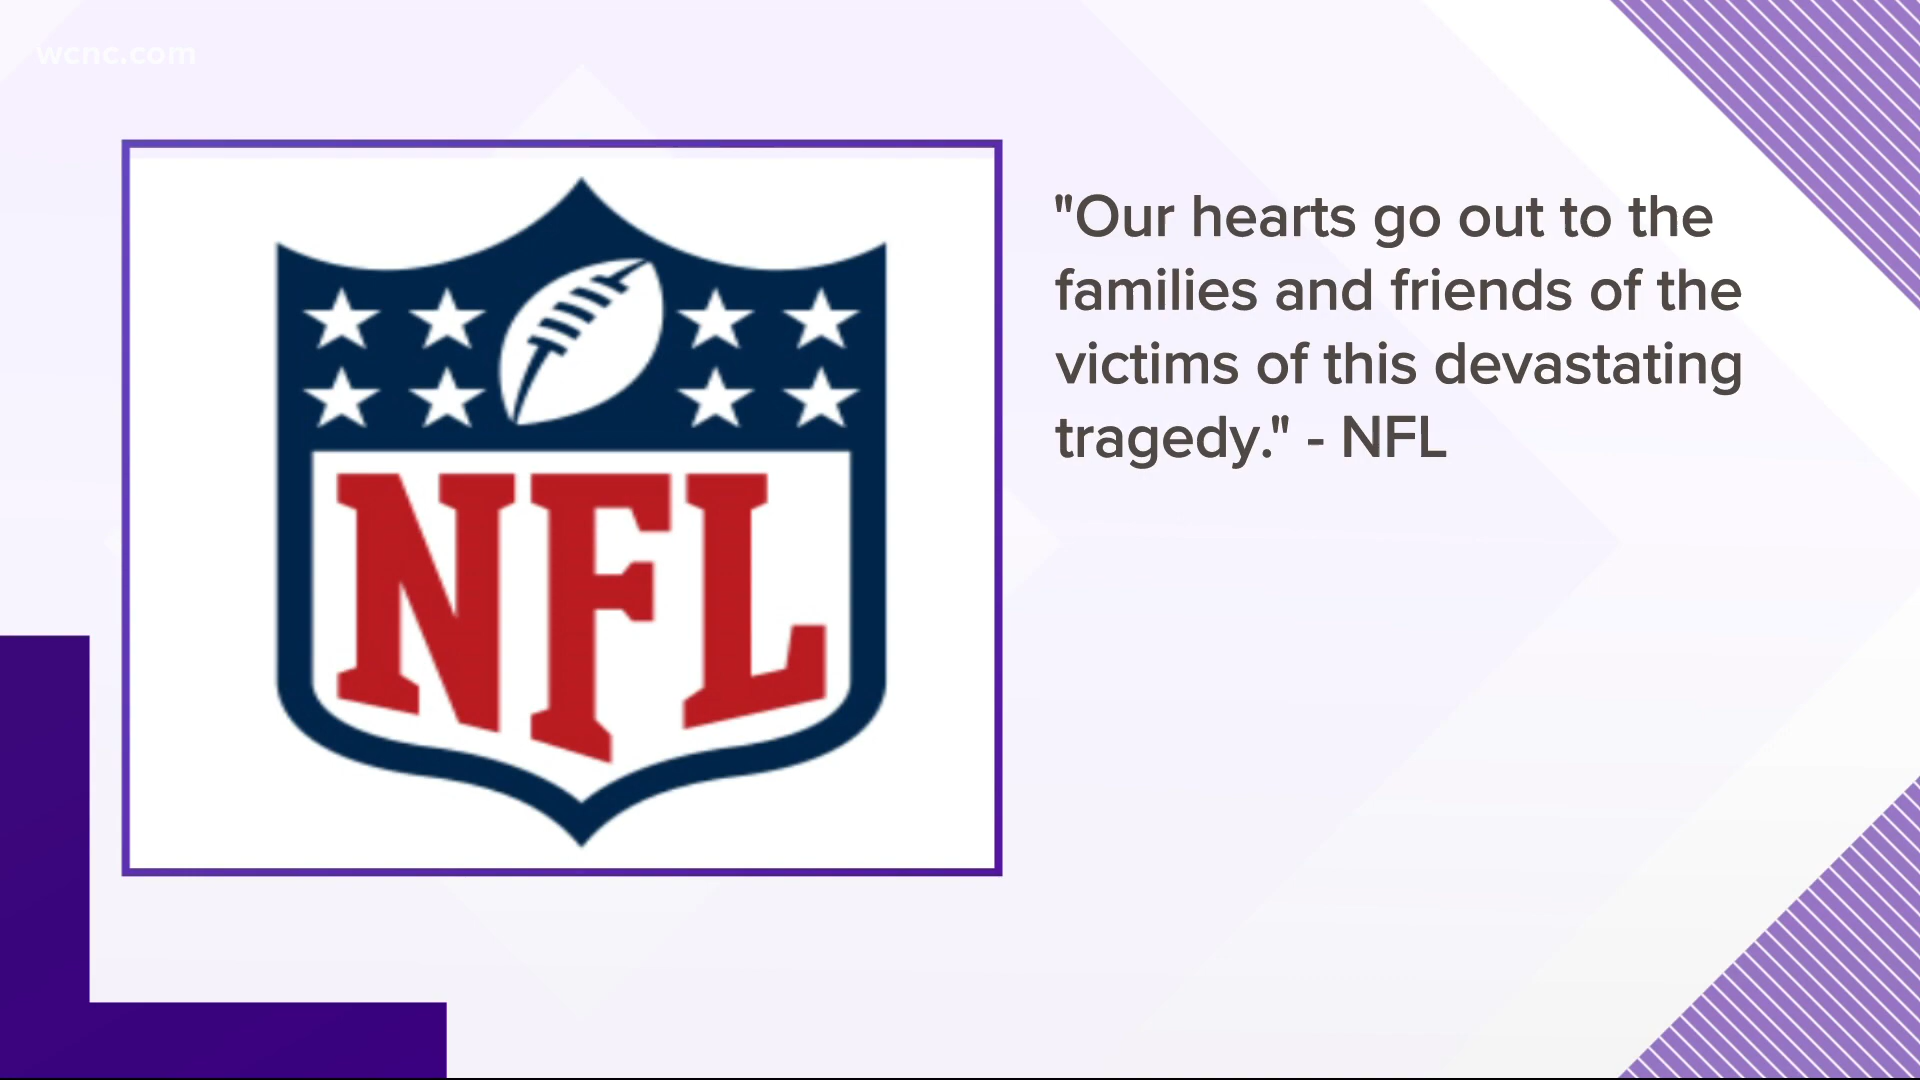 wcnc.com
"Our hearts go out to the
families and friends of the
victims of this devastating
tragedy." - NFL
NFL